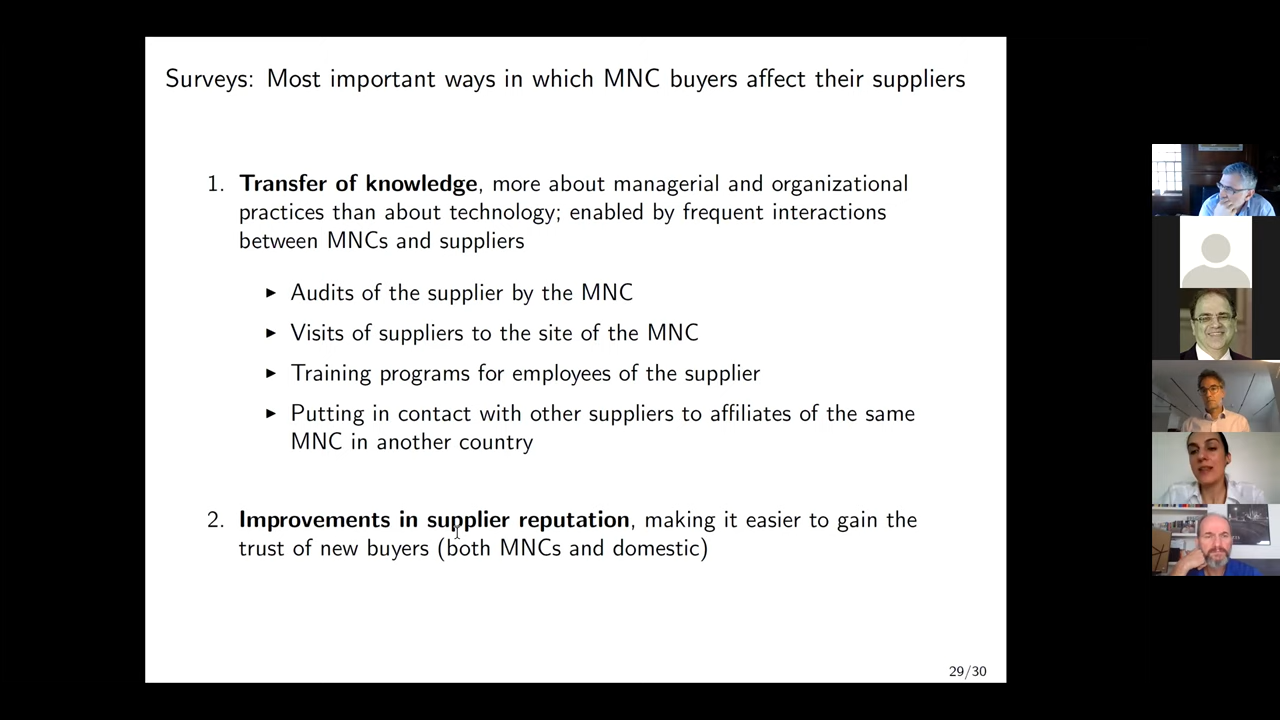 Surveys: Most important ways in which MNC buyers affect their suppliers
1. Transfer of knowledge, more about managerial and organizational
practices than about technology; enabled by frequent interactions
between MNCs and suppliers
▶ Audits of the supplier by the MNC
▶ Visits of suppliers to the site of the MNC
▶ Training programs for employees of the supplier
▶ Putting in contact with other suppliers to affiliates of the same
MNC in another country
2. Improvements in supplier reputation, making it easier to gain the
trust of new buyers (both MNCs and domestic)
29/30